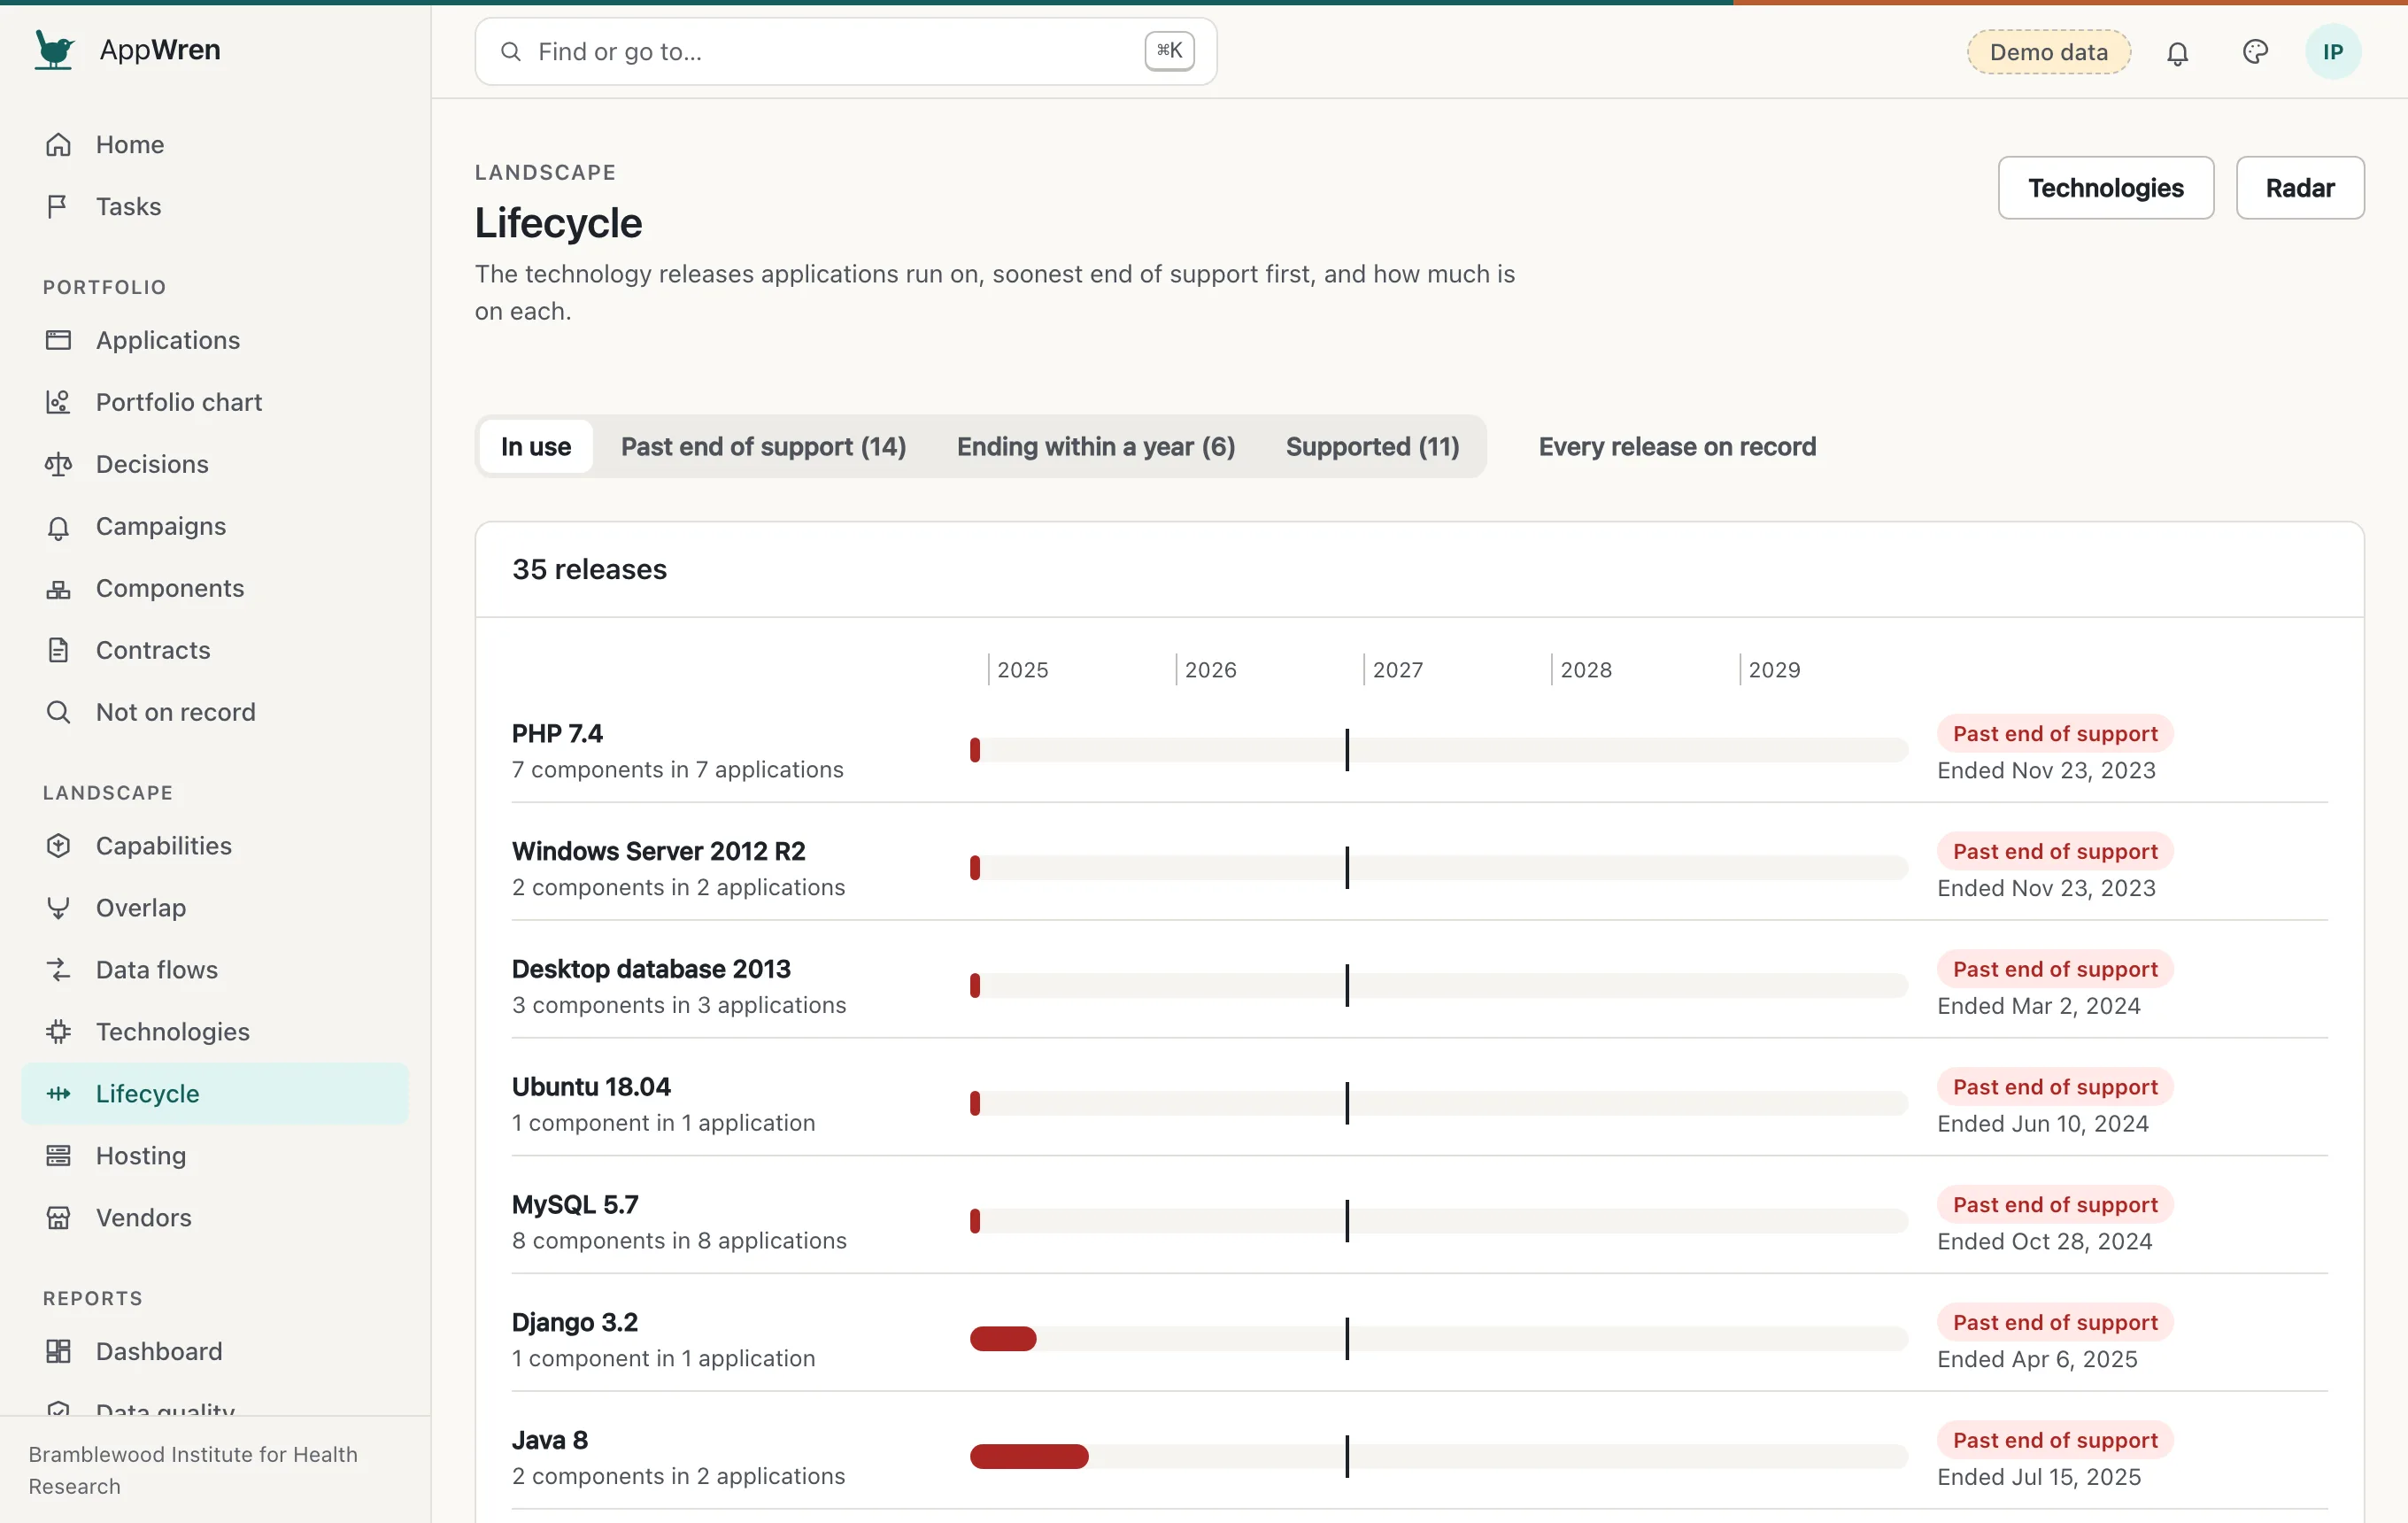 AppWren
Find or go to...
⌘K
Demo data
IP
Home
Tasks
PORTFOLIO
Applications
Portfolio chart
Decisions
Campaigns
Components
Contracts
Not on record
LANDSCAPE
Capabilities
Overlap
Data flows
Technologies
Lifecycle
Hosting
Vendors
REPORTS
Dashboard
Data quality
Bramblewood Institute for Health
Research
LANDSCAPE
Lifecycle
The technology releases applications run on, soonest end of support first, and how much is
on each.
Technologies
Radar
In use
Past end of support (14)
Ending within a year (6)
Supported (11)
Every release on record
35 releases
2025
2026
2027
2028
2029
PHP 7.4
7 components in 7 applications
Past end of support
Ended Nov 23, 2023
Windows Server 2012 R2
2 components in 2 applications
Past end of support
Ended Nov 23, 2023
Desktop database 2013
3 components in 3 applications
Past end of support
Ended Mar 2, 2024
Ubuntu 18.04
1 component in 1 application
Past end of support
Ended Jun 10, 2024
MySQL 5.7
8 components in 8 applications
Past end of support
Ended Oct 28, 2024
Django 3.2
1 component in 1 application
Past end of support
Ended Apr 6, 2025
Java 8
2 components in 2 applications
Past end of support
Ended Jul 15, 2025